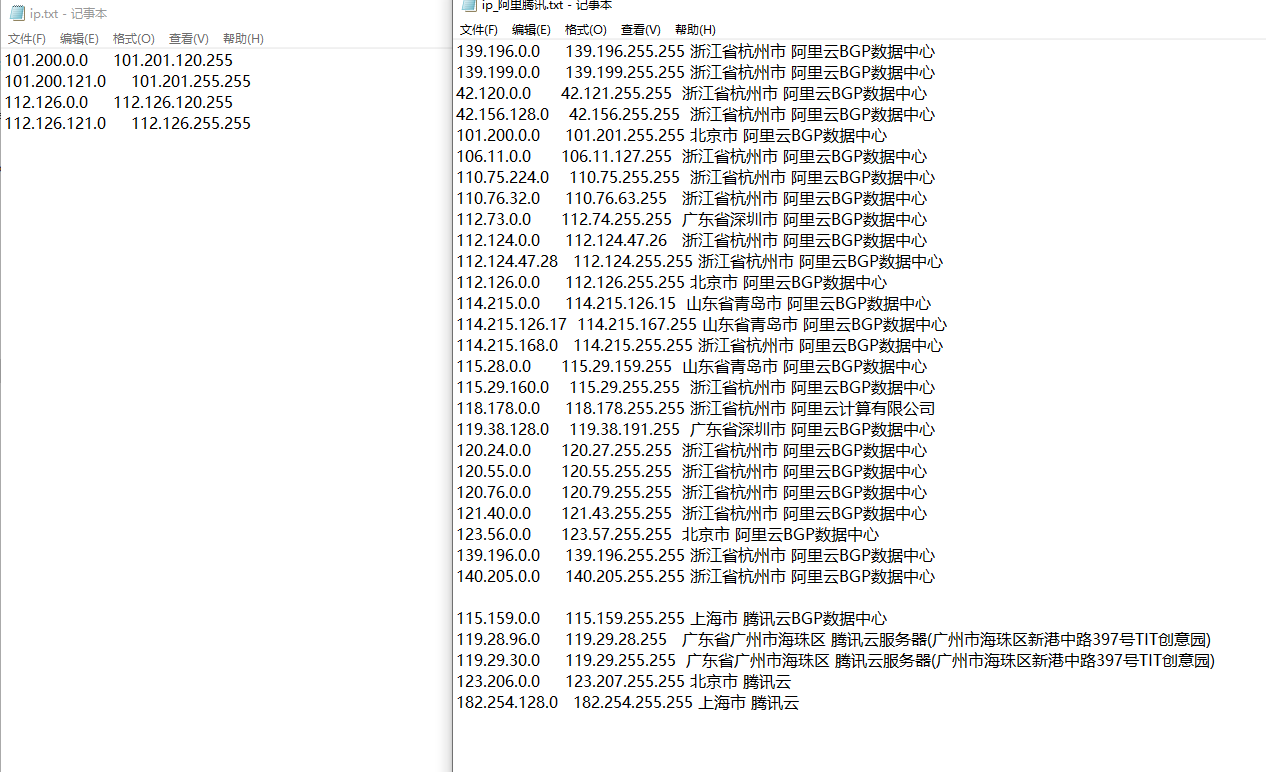 ip.txt - 记事本
文件(F) 编辑(E) 格式(O) 查看(V) 帮助(H)
101.200.0.0 101.201.120.255
101.200.121.0 101.201.255.255
112.126.0.0 112.126.120.255
112.126.121.0 112.126.255.255
ip_阿里腾讯.txt - 记事本
文件(F) 编辑(E) 格式(O) 查看(V) 帮助(H)
139.196.0.0 139.196.255.255 浙江省杭州市 阿里云BGP数据中心
139.199.0.0 139.199.255.255 浙江省杭州市 阿里云BGP数据中心
42.120.0.0 42.121.255.255 浙江省杭州市 阿里云BGP数据中心
42.156.128.0 42.156.255.255 浙江省杭州市 阿里云BGP数据中心
101.200.0.0 101.201.255.255 北京市 阿里云BGP数据中心
106.11.0.0 106.11.127.255 浙江省杭州市 阿里云BGP数据中心
110.75.224.0 110.75.255.255 浙江省杭州市 阿里云BGP数据中心
110.76.32.0 110.76.63.255 浙江省杭州市 阿里云BGP数据中心
112.73.0.0 112.74.255.255 广东省深圳市 阿里云BGP数据中心
112.124.0.0 112.124.47.26 浙江省杭州市 阿里云BGP数据中心
112.124.47.28 112.124.255.255 浙江省杭州市 阿里云BGP数据中心
112.126.0.0 112.126.255.255 北京市 阿里云BGP数据中心
114.215.0.0 114.215.126.15 山东省青岛市 阿里云BGP数据中心
114.215.126.17 114.215.167.255 山东省青岛市 阿里云BGP数据中心
114.215.168.0 114.215.255.255 浙江省杭州市 阿里云BGP数据中心
115.28.0.0 115.29.159.255 山东省青岛市 阿里云BGP数据中心
115.29.160.0 115.29.255.255 浙江省杭州市 阿里云BGP数据中心
118.178.0.0 118.178.255.255 浙江省杭州市 阿里云计算有限公司
119.38.128.0 119.38.191.255 广东省深圳市 阿里云BGP数据中心
120.24.0.0 120.27.255.255 浙江省杭州市 阿里云BGP数据中心
120.55.0.0 120.55.255.255 浙江省杭州市 阿里云BGP数据中心
120.76.0.0 120.79.255.255 浙江省杭州市 阿里云BGP数据中心
121.40.0.0 121.43.255.255 浙江省杭州市 阿里云BGP数据中心
123.56.0.0 123.57.255.255 北京市 阿里云BGP数据中心
139.196.0.0 139.196.255.255 浙江省杭州市 阿里云BGP数据中心
140.205.0.0 140.205.255.255 浙江省杭州市 阿里云BGP数据中心
115.159.0.0 115.159.255.255 上海市 腾讯云BGP数据中心
119.28.96.0 119.29.28.255 广东省广州市海珠区 腾讯云服务器(广州市海珠区新港中路397号TIT创意园)
119.29.30.0 119.29.255.255 广东省广州市海珠区 腾讯云服务器(广州市海珠区新港中路397号TIT创意园)
123.206.0.0 123.207.255.255 北京市 腾讯云
182.254.128.0 182.254.255.255 上海市 腾讯云